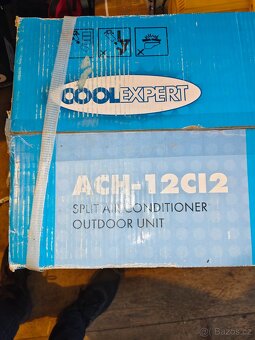 COOLEXPERT
ACH-12CI2
SPLIT AIR CONDITIONER
OUTDOOR UNIT
Bazos.cz